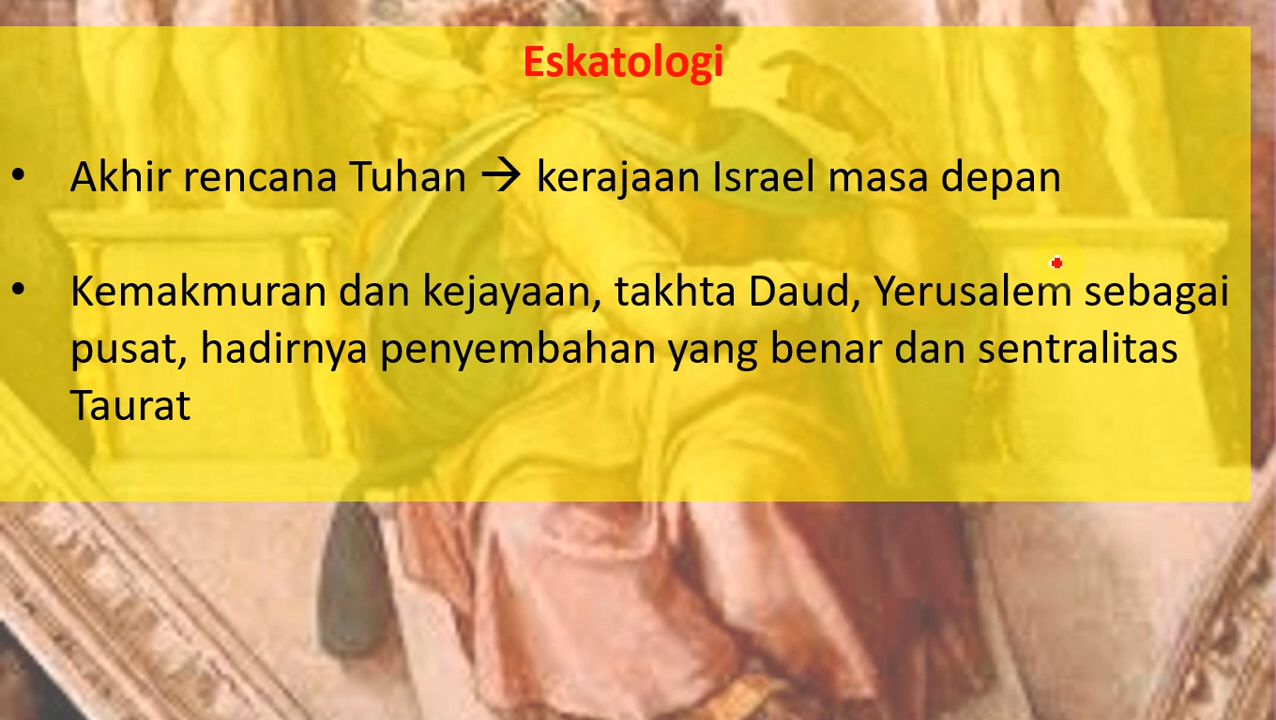 Eskatologi
• Akhir rencana Tuhan → kerajaan Israel masa depan
• Kemakmuran dan kejayaan, takhta Daud, Yerusalem sebagai
pusat, hadirnya penyembahan yang benar dan sentralitas
Taurat